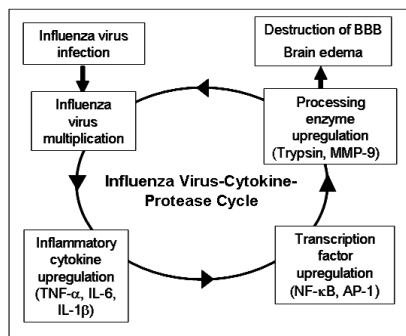 Influenza virus
infection
Destruction of BBB
Brain edema
Influenza
virus
multiplication
Processing
enzyme
upregulation
(Trypsin, MMP-9)
Influenza Virus-Cytokine-
Protease Cycle
Inflammatory
cytokine
upregulation
(TNF-α, IL-6,
IL-1β)
Transcription
factor
upregulation
(NF-κB, AP-1)